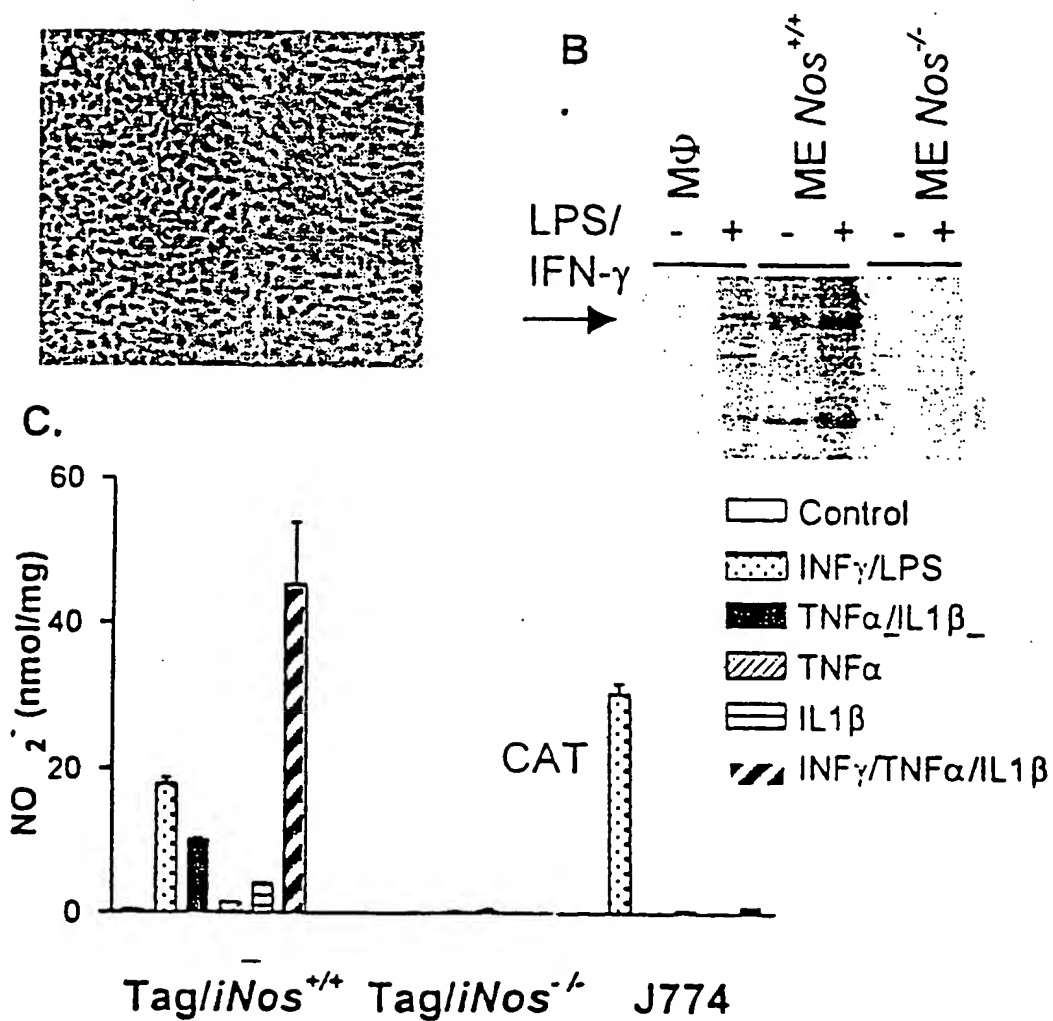 A
B
MΦ
ME Nos+/+
ME Nos-/-
LPS/
IFN-γ
- + - + - +
C.
60
40
20
0
NO2- (nmol/mg)
Control
INFγ/LPS
TNFα/IL1β
TNFα
IL1β
INFγ/TNFα/IL1β
CAT
Tag/iNos+/+ Tag/iNos-/- J774